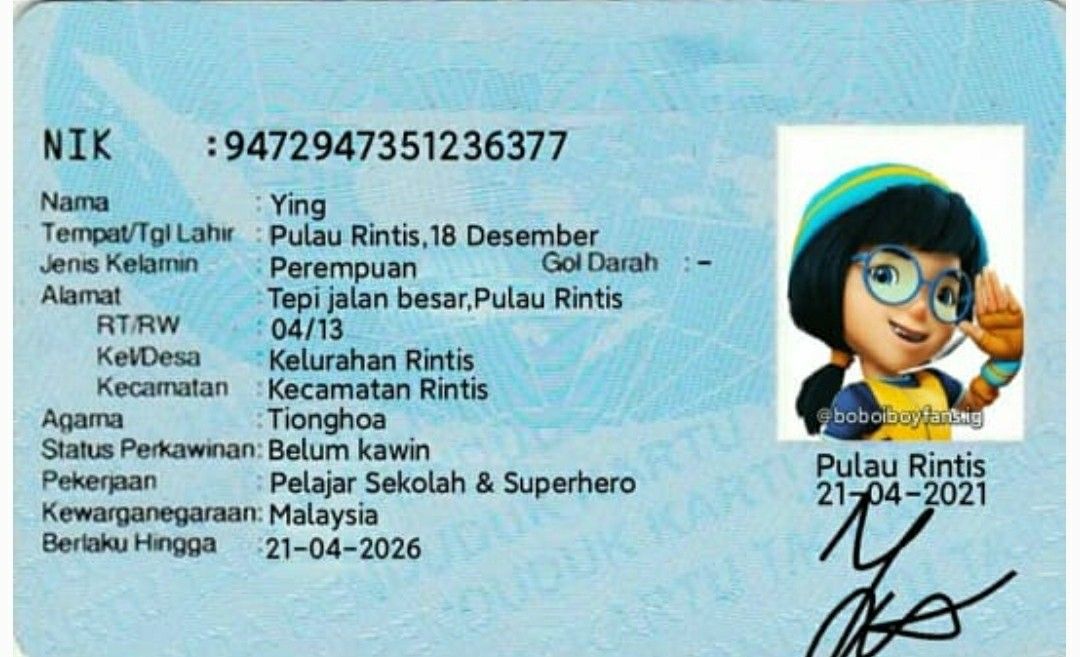 NIK :9472947351236377
Nama : Ying
Tempat/Tgl Lahir : Pulau Rintis,18 Desember
Jenis Kelamin : Perempuan Gol Darah : -
Alamat : Tepi jalan besar,Pulau Rintis
RT/RW : 04/13
Kel/Desa : Kelurahan Rintis
Kecamatan : Kecamatan Rintis
Agama : Tionghoa
Status Perkawinan: Belum kawin
Pekerjaan : Pelajar Sekolah & Superhero
Kewarganegaraan: Malaysia
Berlaku Hingga : 21-04-2026
@boboiboyfans.ig
Pulau Rintis
21-04-2021